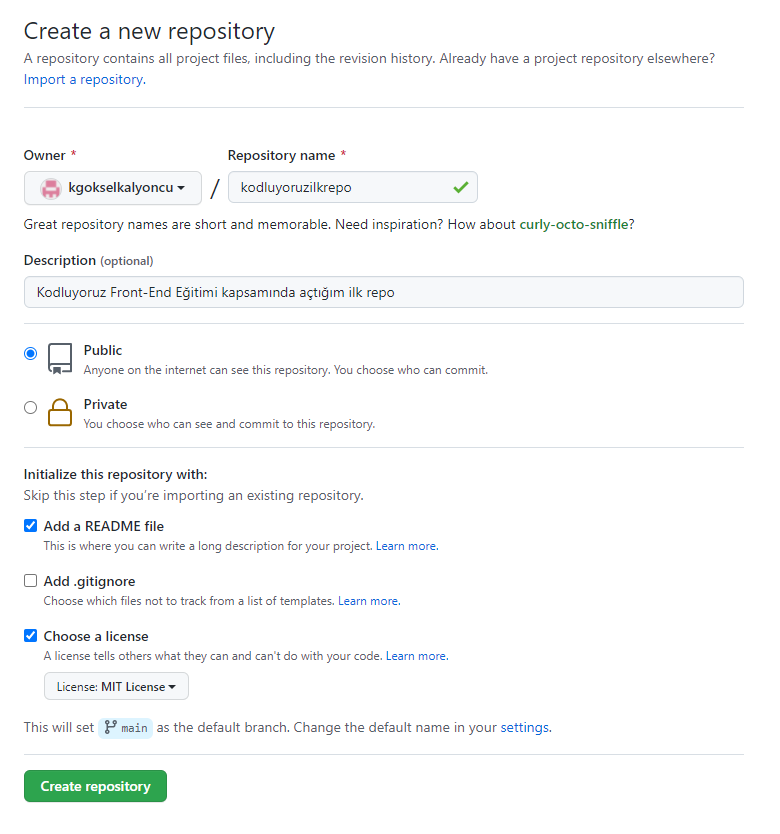 Create a new repository
A repository contains all project files, including the revision history. Already have a project repository elsewhere?
Import a repository.
Owner * Repository name *
kgokselkalyoncu / kodluyoruzilkrepo
Great repository names are short and memorable. Need inspiration? How about curly-octo-sniffle?
Description (optional)
Kodluyoruz Front-End Eğitimi kapsamında açtığım ilk repo
Public
Anyone on the internet can see this repository. You choose who can commit.
Private
You choose who can see and commit to this repository.
Initialize this repository with:
Skip this step if you're importing an existing repository.
Add a README file
This is where you can write a long description for your project. Learn more.
Add .gitignore
Choose which files not to track from a list of templates. Learn more.
Choose a license
A license tells others what they can and can't do with your code. Learn more.
License: MIT License
This will set main as the default branch. Change the default name in your settings.
Create repository